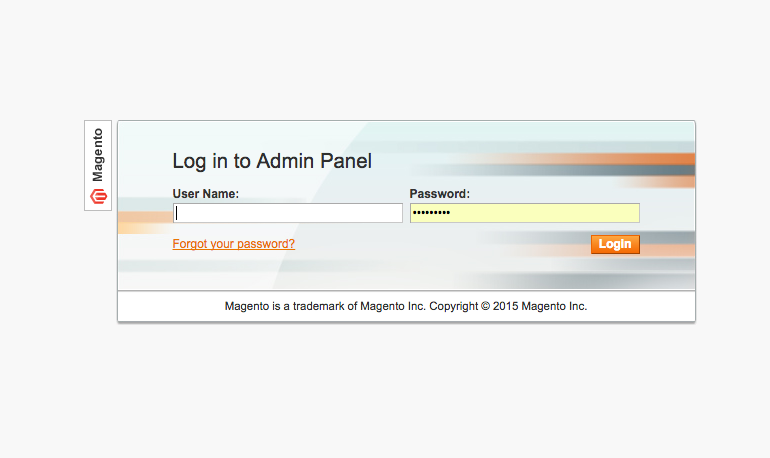 Magento
Log in to Admin Panel
User Name: Password:
•••••••••
Forgot your password? Login
Magento is a trademark of Magento Inc. Copyright © 2015 Magento Inc.